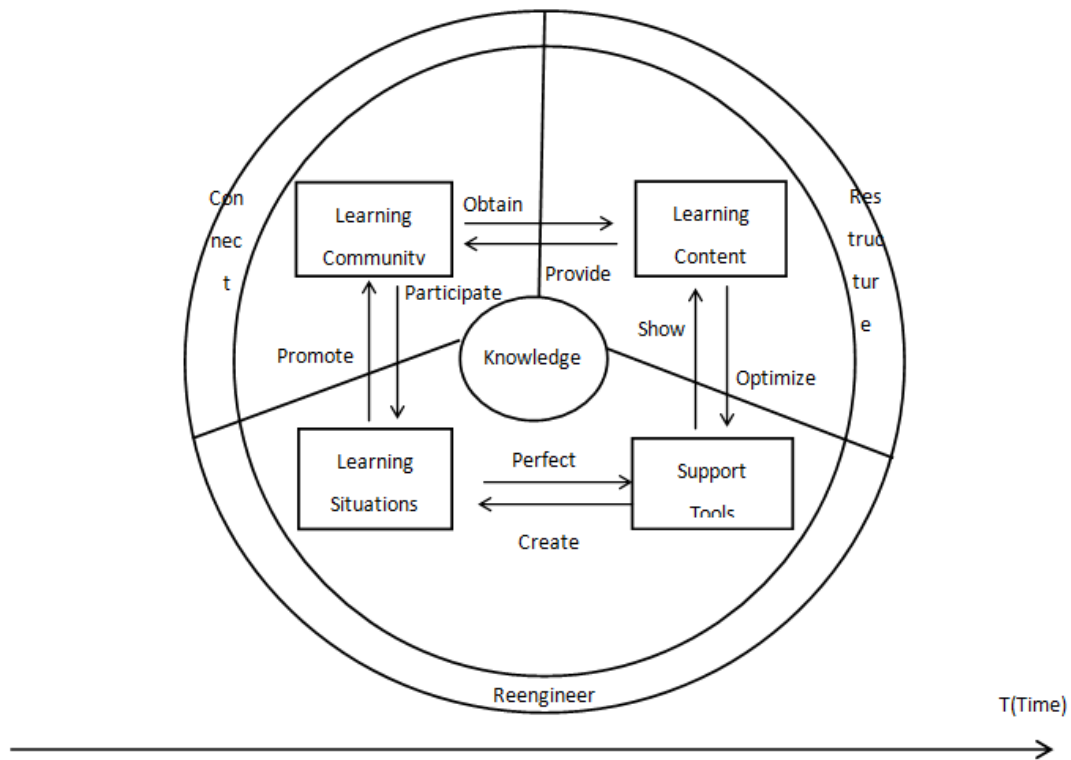 Con
nec
t
Res
truc
tur
e
Learning
Community
Obtain
Provide
Learning
Content
Participate
Promote
Knowledge
Show
Optimize
Learning
Situations
Perfect
Create
Support
Tools
Reengineer
T(Time)